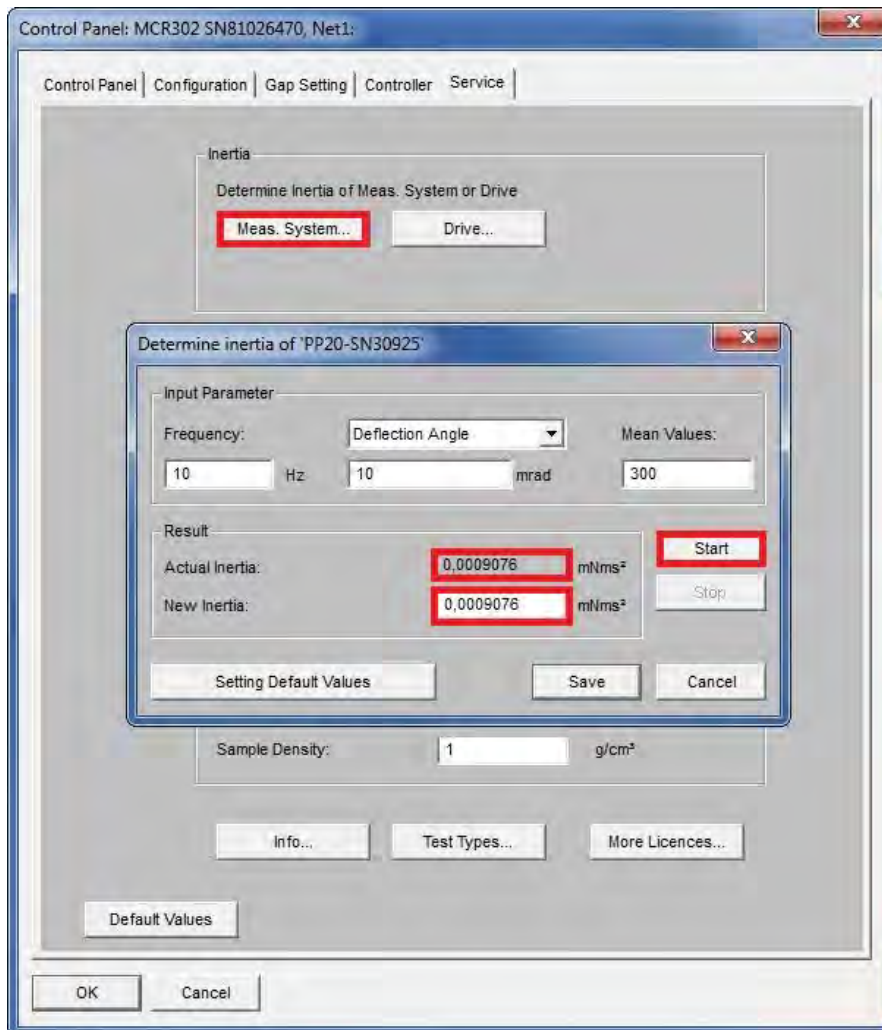 Control Panel: MCR302 SN81026470, Net1;
Control Panel Configuration Gap Setting Controller Service
Inertia
Determine Inertia of Meas. System or Drive
Meas. System... Drive...
Determine inertia of 'PP20-SN30925'
Input Parameter
Frequency: Deflection Angle Mean Values:
10 Hz 10 mrad 300
Result
Start
Actual Inertia: 0,0009076 mNms²
Stop
New Inertia: 0,0009076 mNms²
Setting Default Values Save Cancel
Sample Density: 1 g/cm³
Info... Test Types... More Licences...
Default Values
OK Cancel